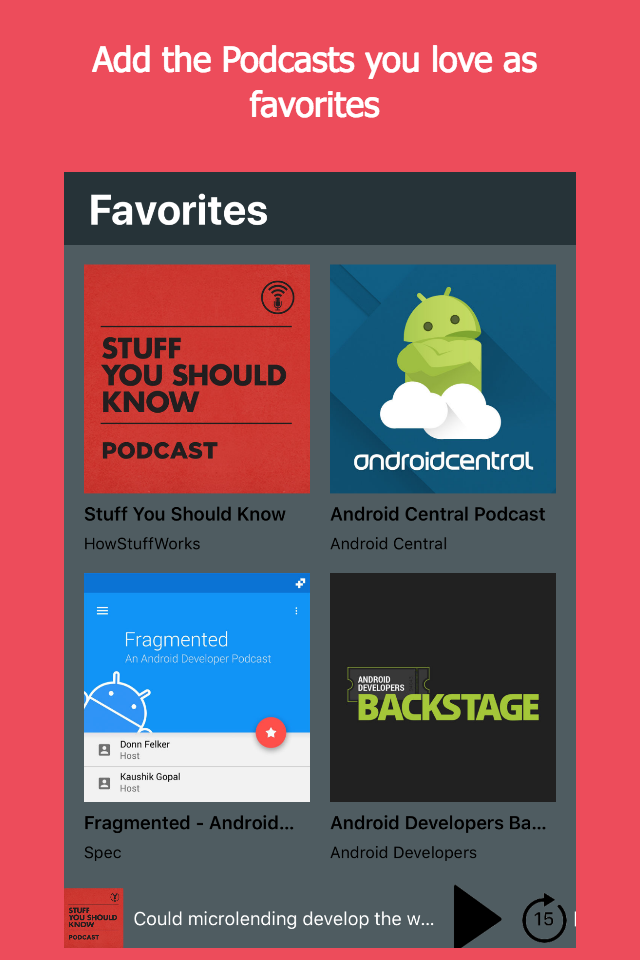 Add the Podcasts you love as
favorites
Favorites
STUFF
YOU SHOULD
KNOW
PODCAST
androidcentral
Stuff You Should Know
Android Central Podcast
HowStuffWorks
Android Central
Fragmented
An Android Developer Podcast
Donn Felker
Host
Kaushik Gopal
Host
ANDROID
DEVELOPERS
BACKSTAGE
Fragmented - Android...
Android Developers Ba...
Spec
Android Developers
STUFF
YOU SHOULD
KNOW
PODCAST
Could microlending develop the w...
15